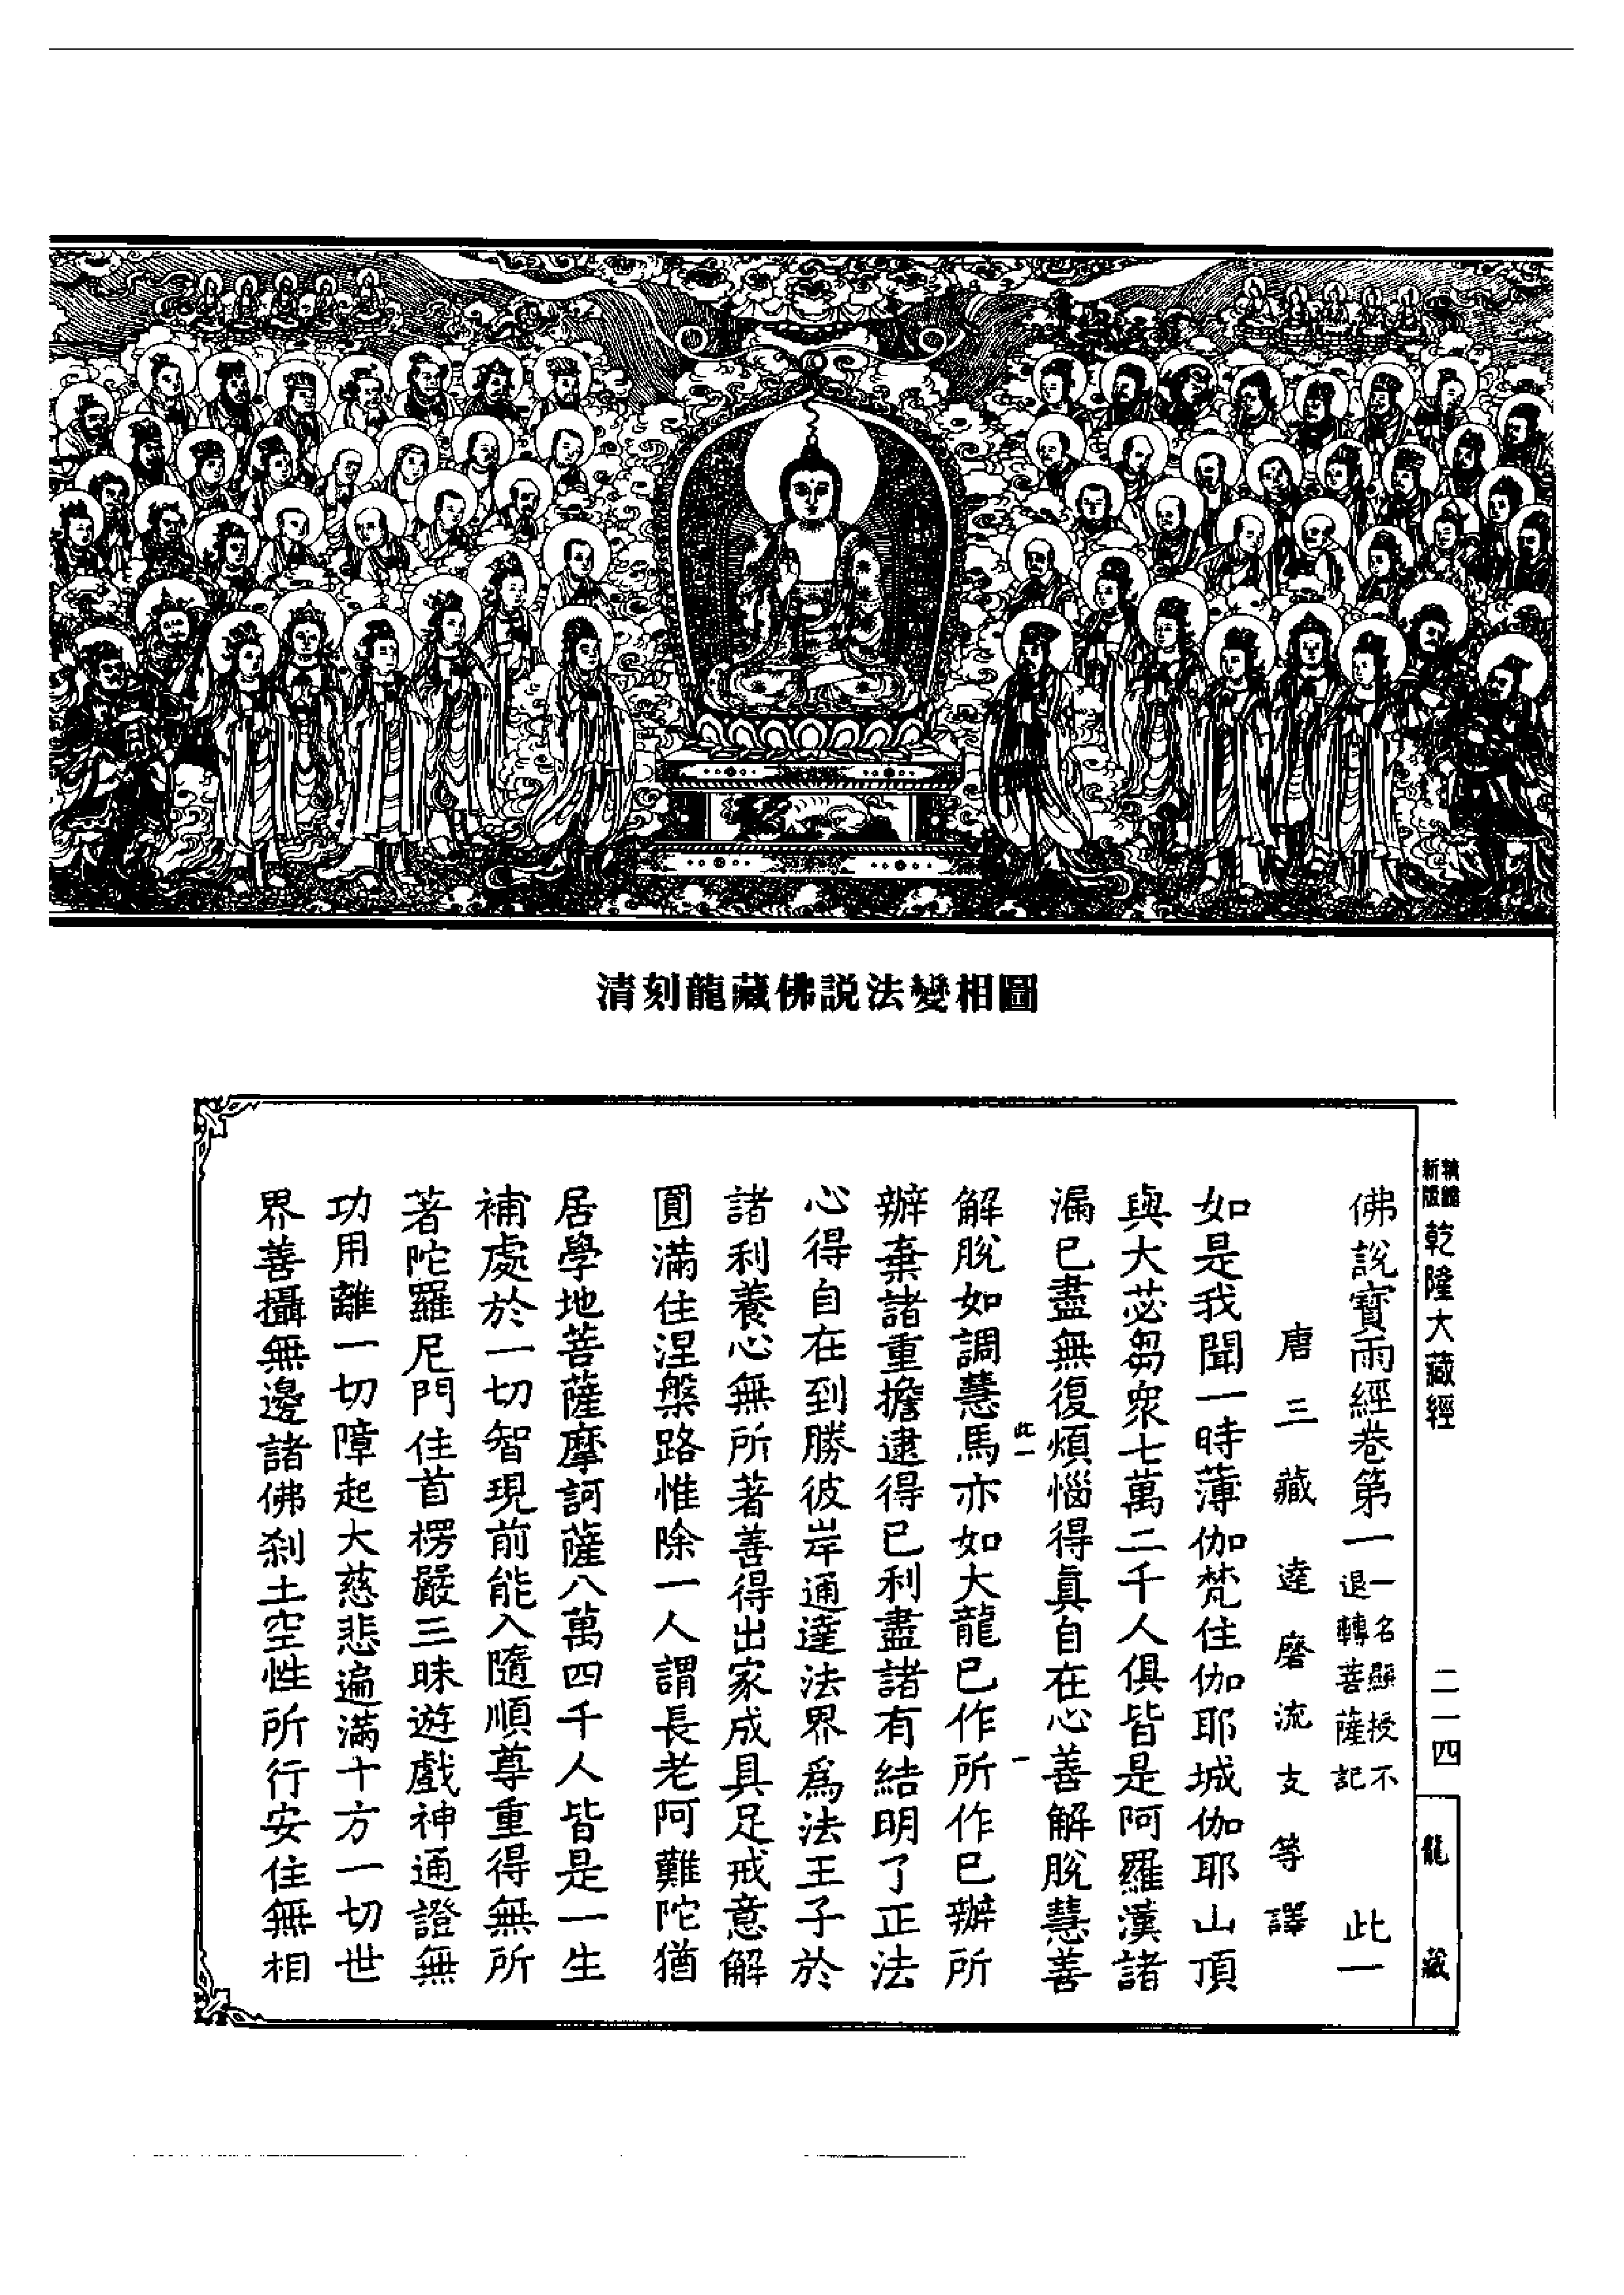 清刻龍藏佛説法變相圖
新版
乾隆大藏經
二一四
龍藏
佛說寳雨經卷第一 一名顯授不退轉菩薩記 此一
唐三藏達磨流支等譯
如是我聞一時薄伽梵住伽耶城伽耶山頂
與大苾芻衆七萬二千人俱皆是阿羅漢諸
漏已盡無復煩惱得眞自在心善解脫慧善
此一 一
解脫如調慧馬亦如大龍已作所作已辦所
辦棄諸重擔逮得已利盡諸有結明了正法
心得自在到勝彼岸通達法界爲法王子於
諸利養心無所著善得出家成具足戒意解
圓滿住涅槃路惟除一人謂長老阿難陀猶
居學地菩薩摩訶薩八萬四千人皆是一生
補處於一切智現前能入隨順尊重得無所
著陀羅尼門住首楞嚴三昧遊戲神通證無
功用離一切障起大慈悲遍滿十方一切世
界善攝無邊諸佛刹土空性所行安住無相